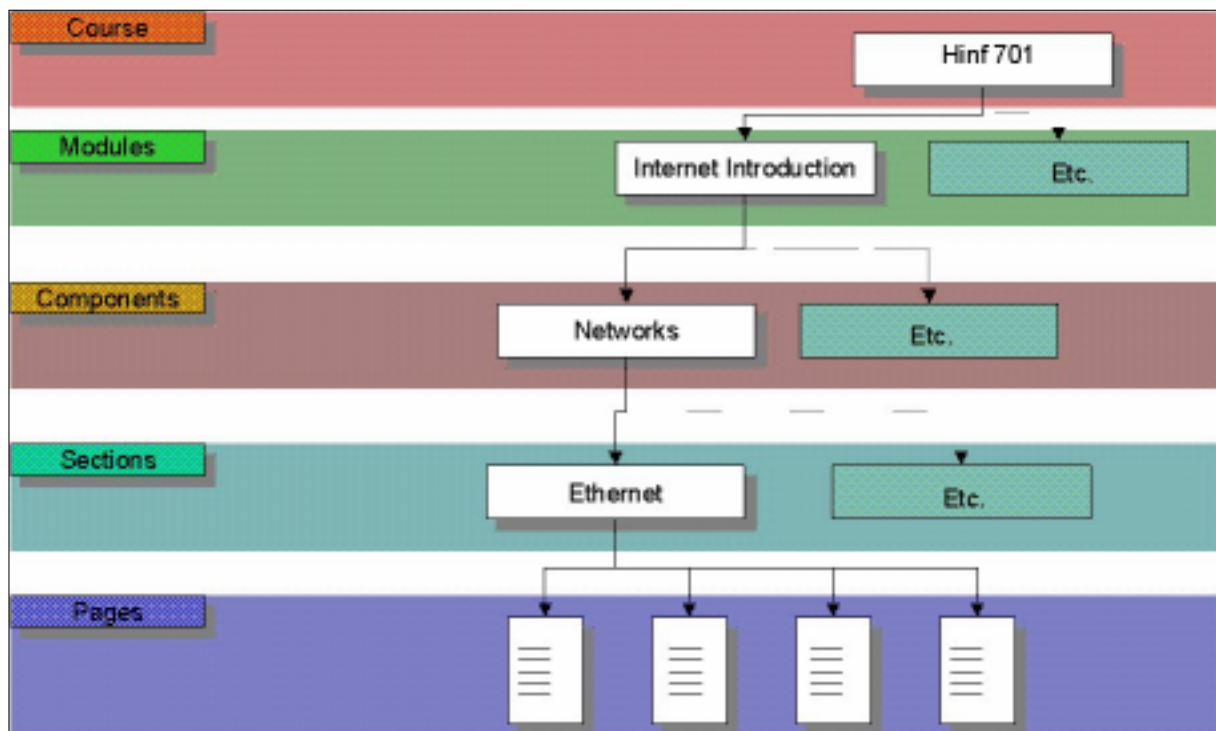 Course
Hinf 701
Modules
Internet Introduction
Etc.
Components
Networks
Etc.
Sections
Ethernet
Etc.
Pages